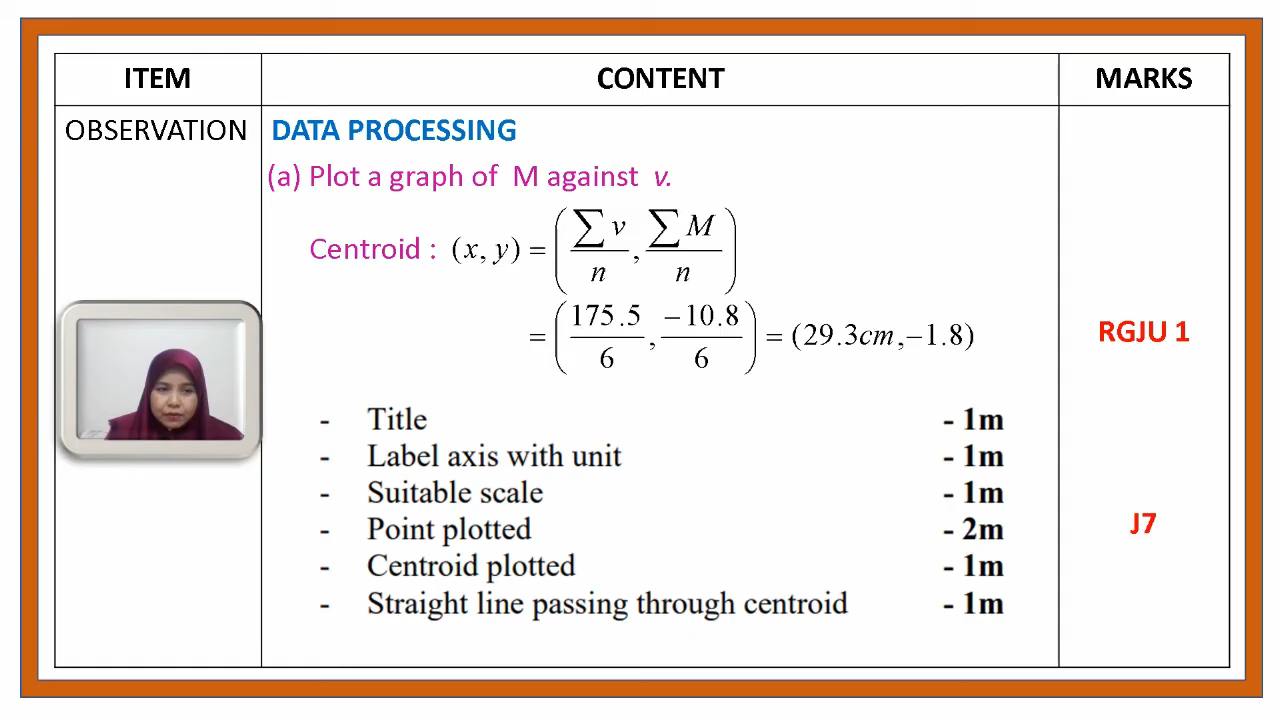 ITEM CONTENT MARKS
OBSERVATION DATA PROCESSING
(a) Plot a graph of M against v.
Centroid : (x, y) = (∑v/n, ∑M/n)
= (175.5/6, −10.8/6) = (29.3cm,−1.8) RGJU 1
- Title - 1m
- Label axis with unit - 1m
- Suitable scale - 1m
- Point plotted - 2m J7
- Centroid plotted - 1m
- Straight line passing through centroid - 1m